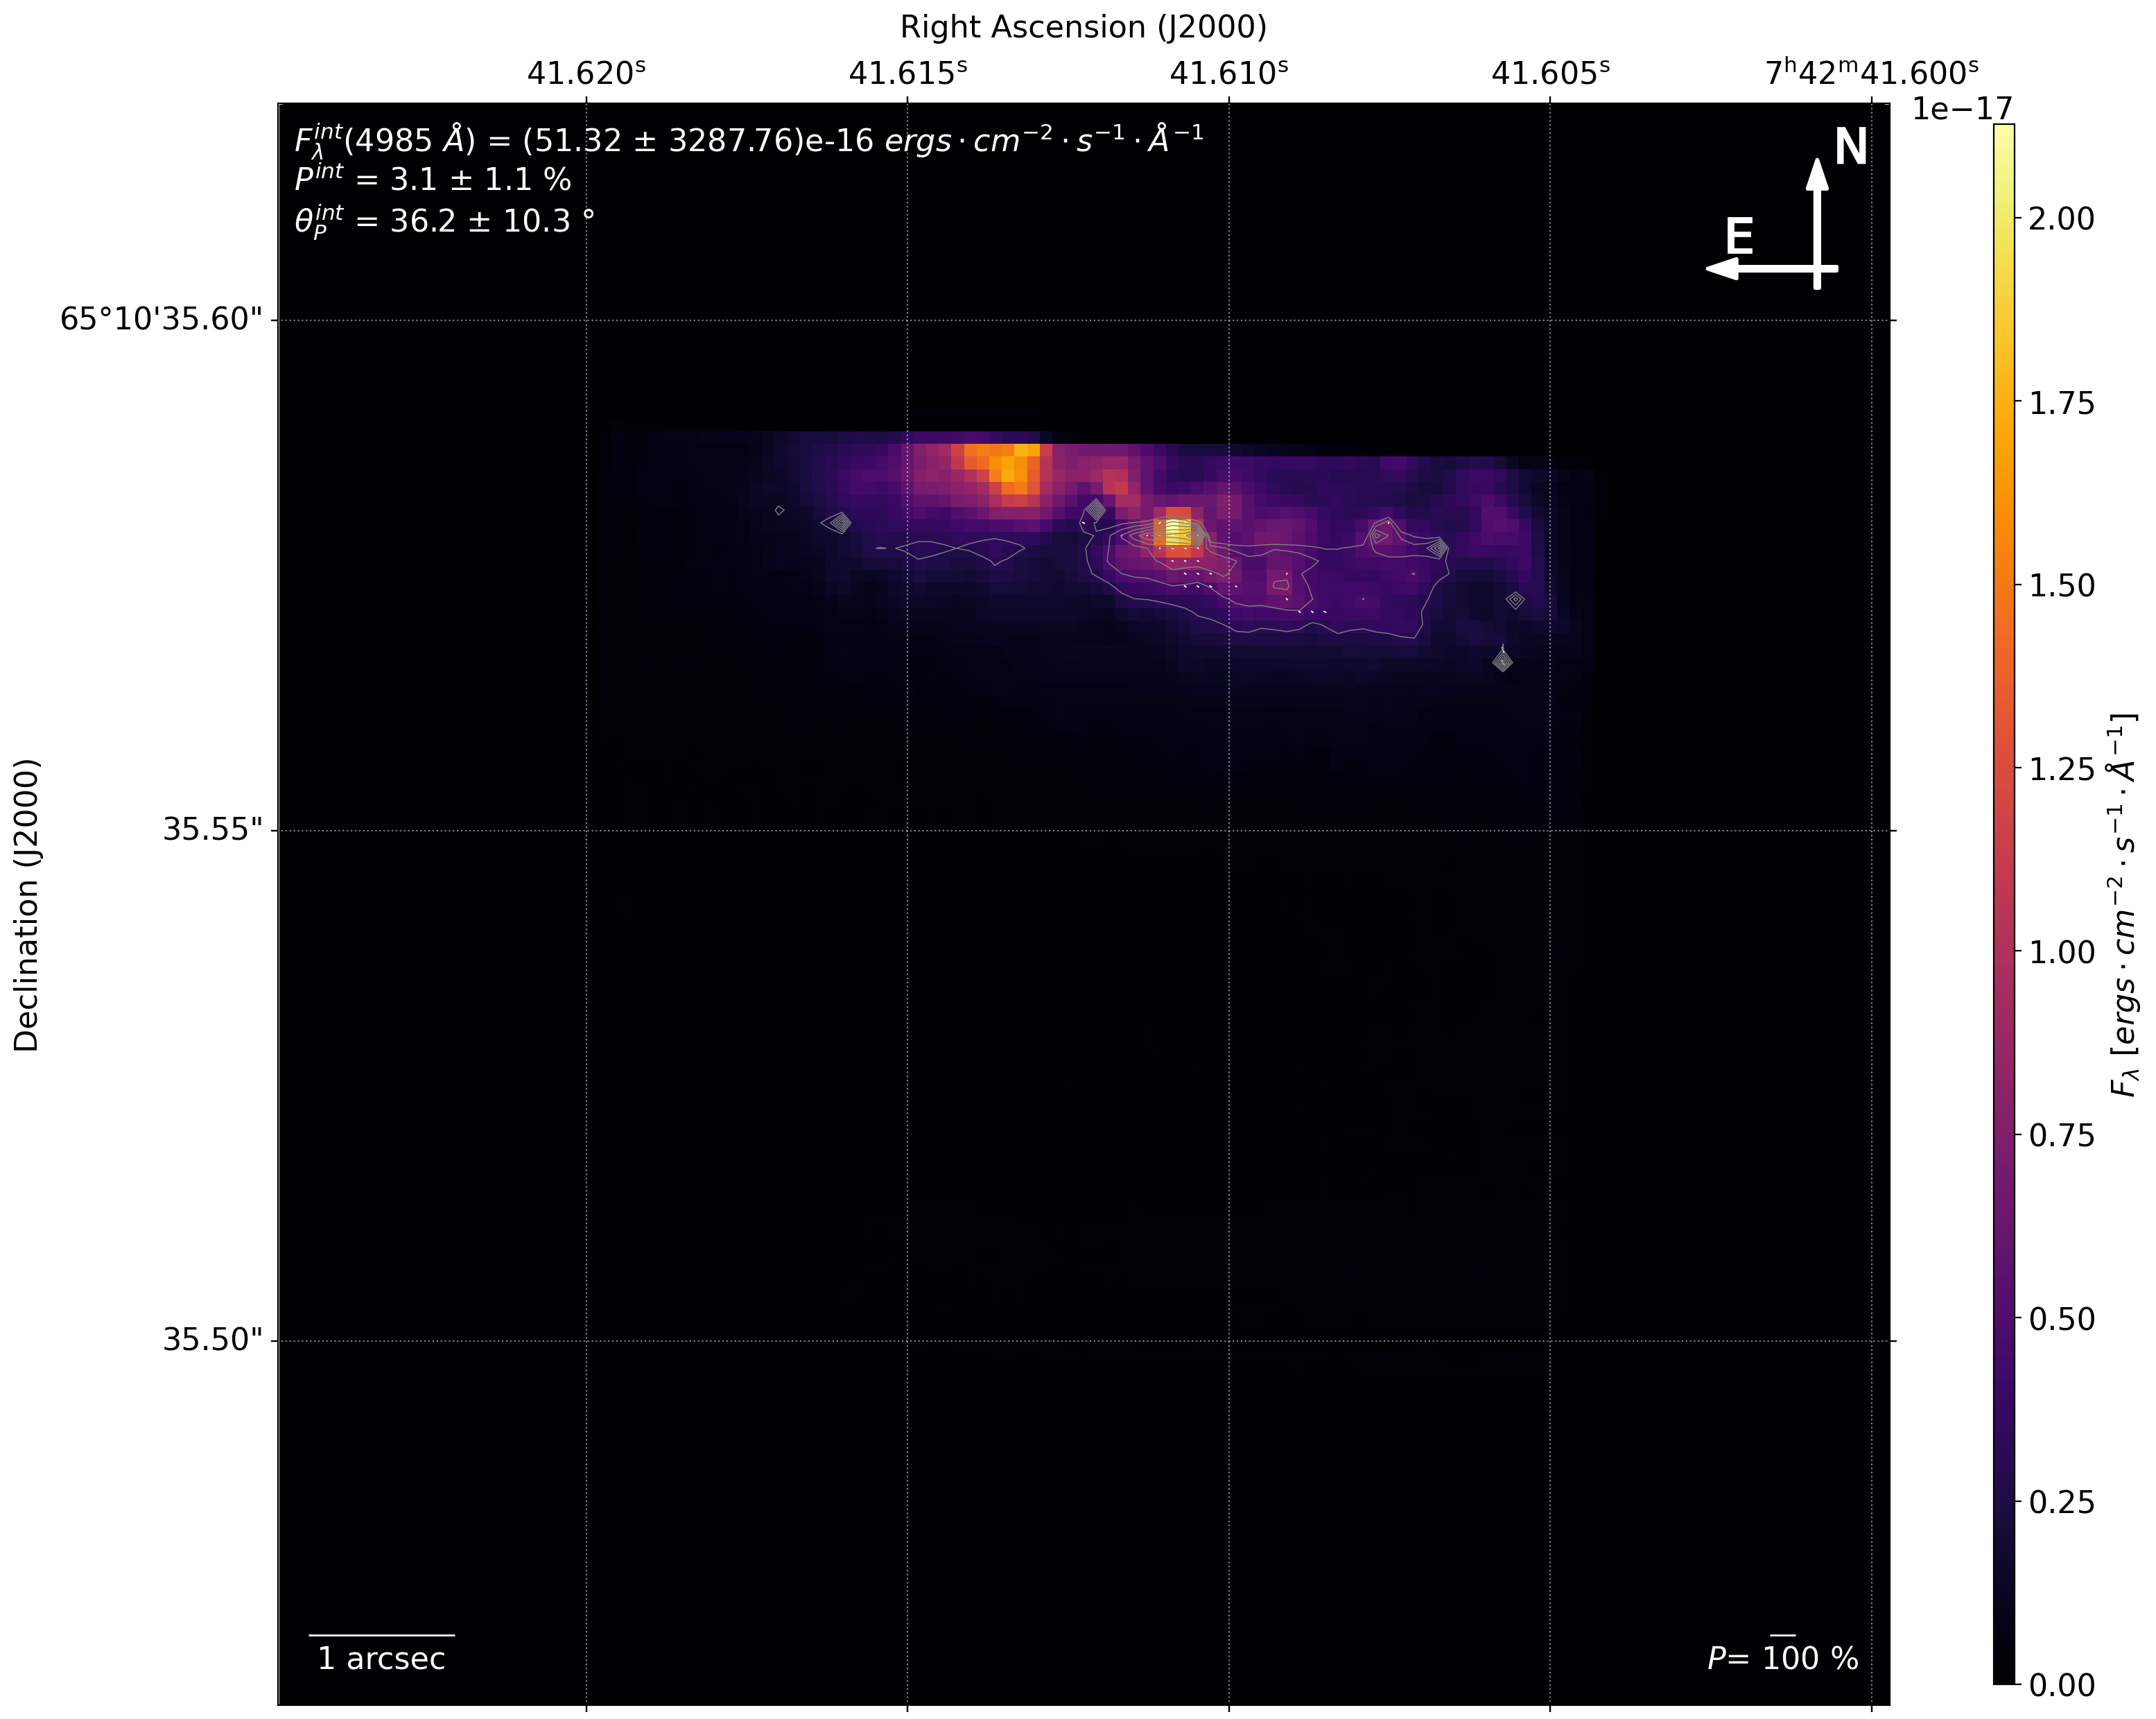 Right Ascension (J2000)
41.620ˢ 41.615ˢ 41.610ˢ 41.605ˢ 7ʰ42ᵐ41.600ˢ
1e−17
F_λ^{int}(4985 Å) = (51.32 ± 3287.76)e-16 ergs · cm⁻² · s⁻¹ · Å⁻¹
P^{int} = 3.1 ± 1.1 %
θ_P^{int} = 36.2 ± 10.3 °
N
E
65°10'35.60"
35.55"
35.50"
Declination (J2000)
1 arcsec
P= 100 %
2.00
1.75
1.50
1.25
1.00
0.75
0.50
0.25
0.00
F_λ [ergs · cm⁻² · s⁻¹ · Å⁻¹]